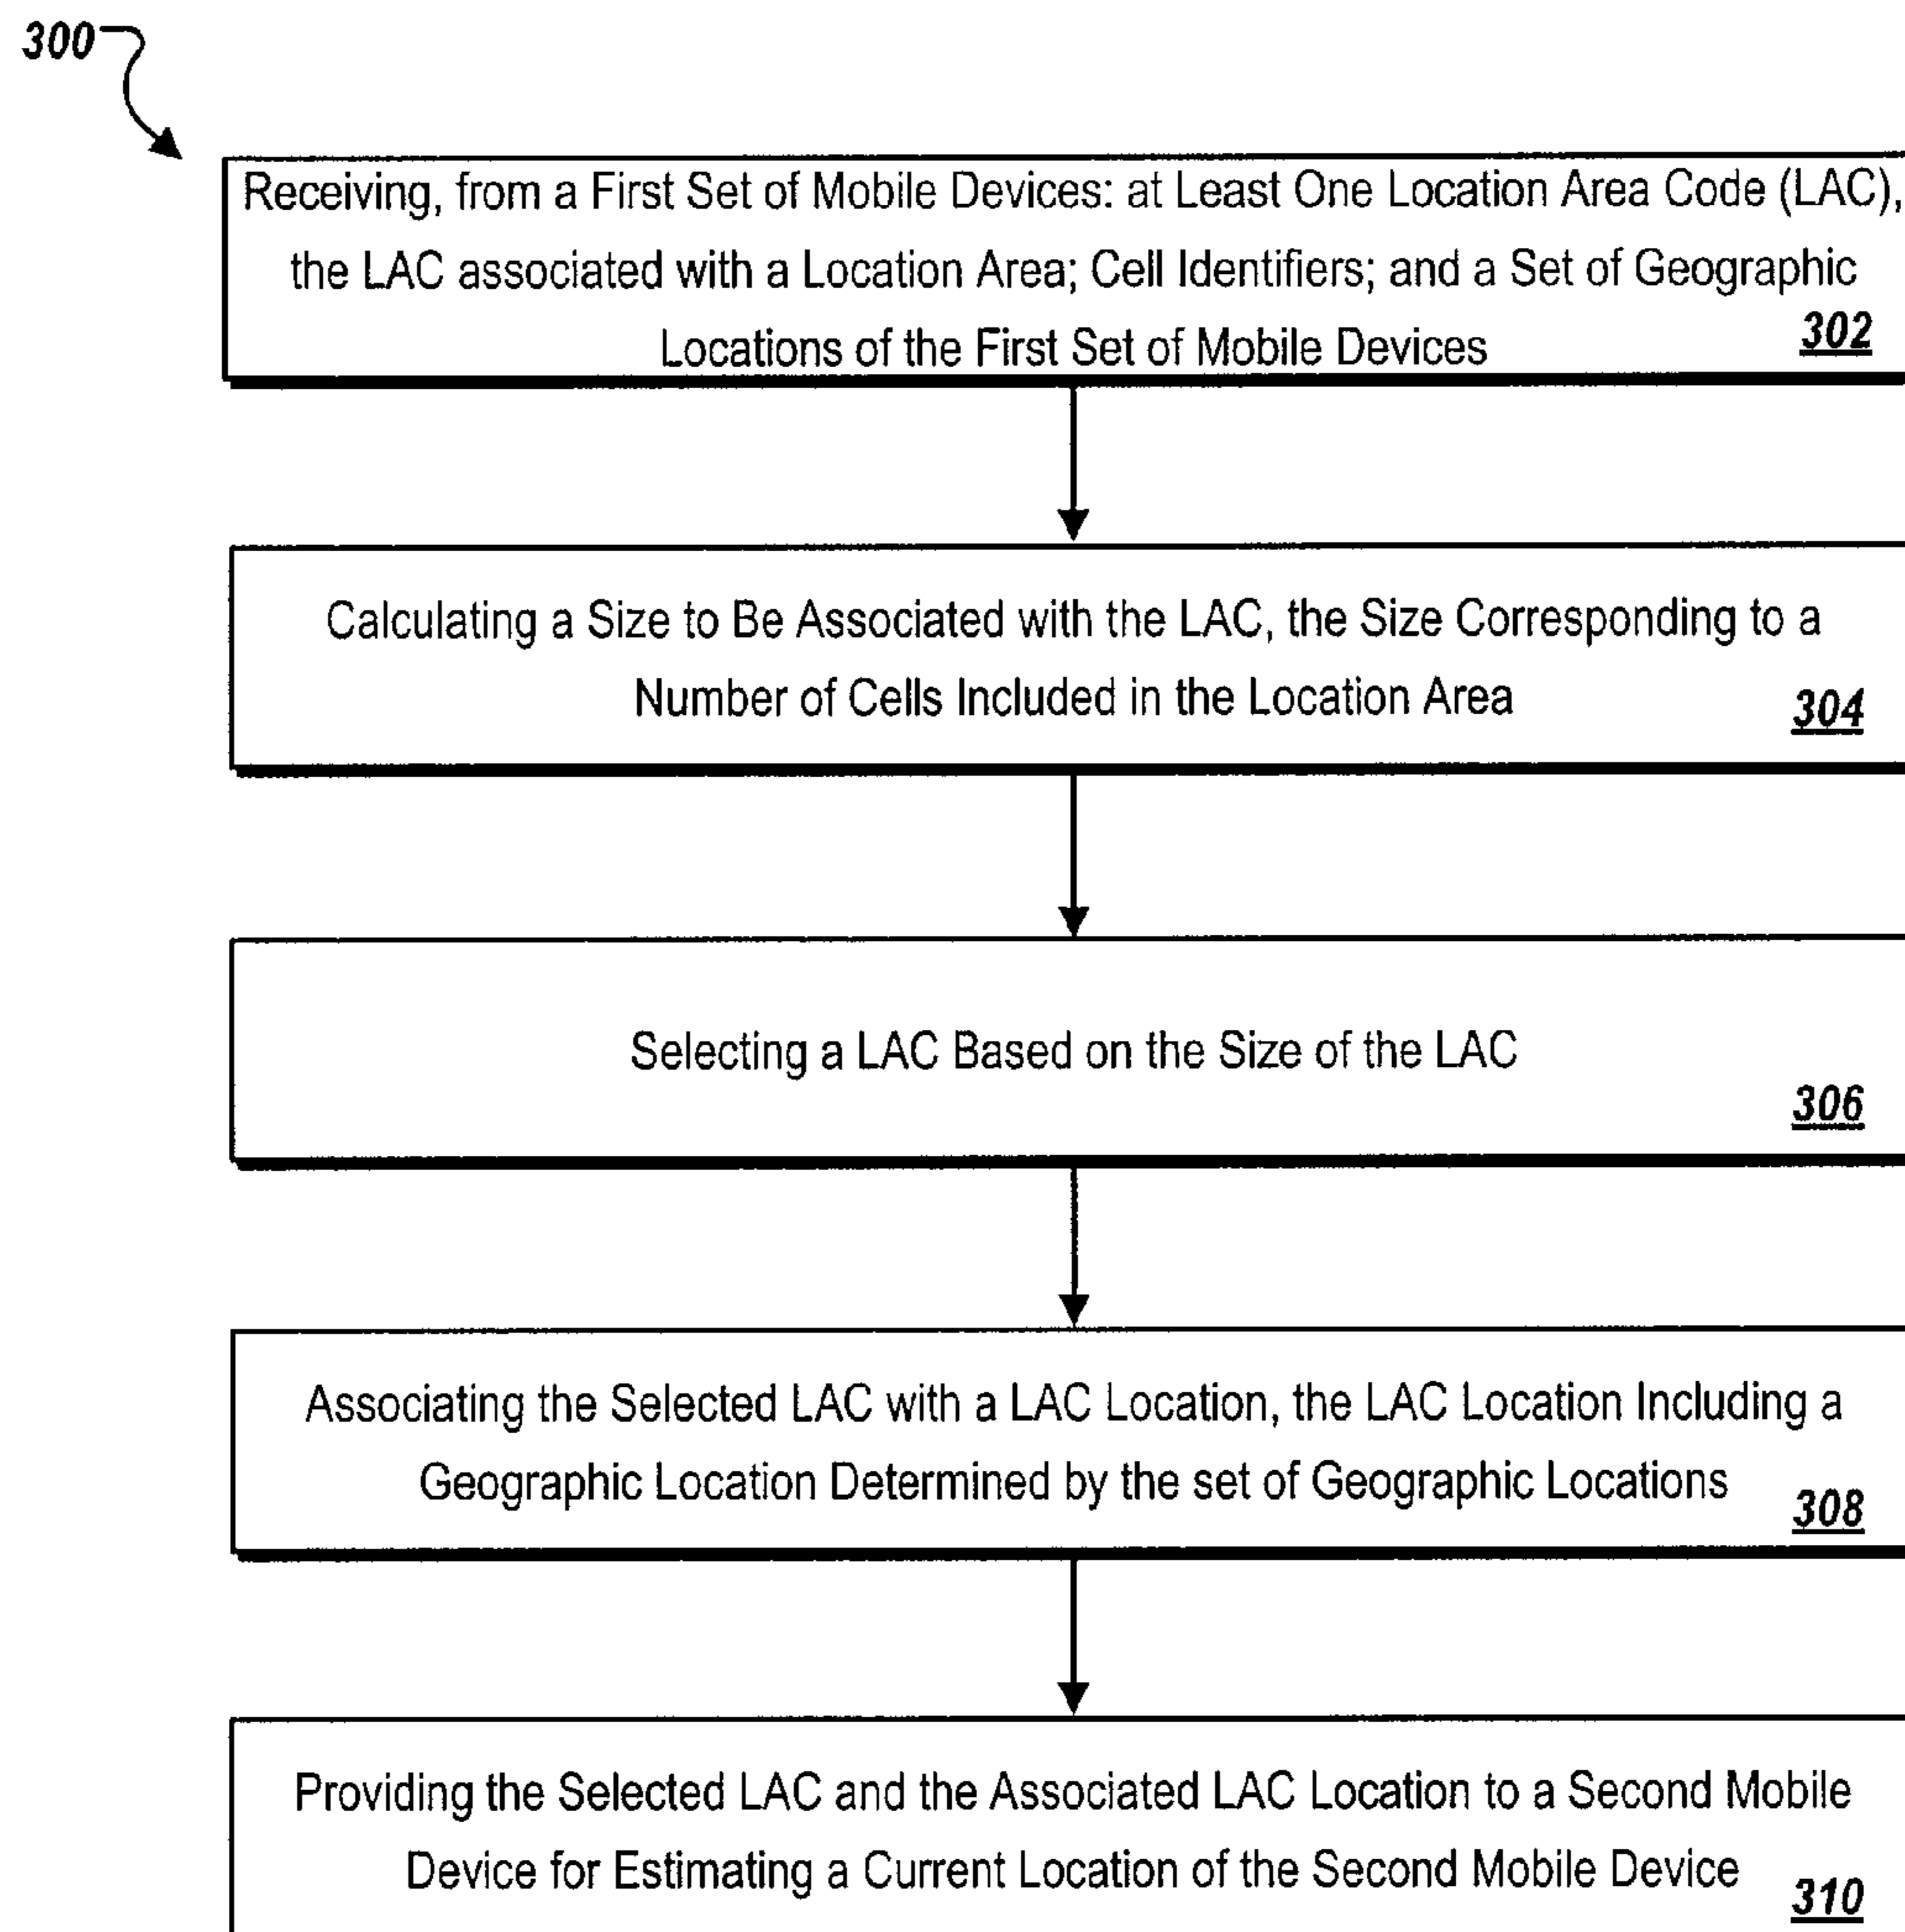 300
Receiving, from a First Set of Mobile Devices: at Least One Location Area Code (LAC),
the LAC associated with a Location Area; Cell Identifiers; and a Set of Geographic
Locations of the First Set of Mobile Devices
302
Calculating a Size to Be Associated with the LAC, the Size Corresponding to a
Number of Cells Included in the Location Area
304
Selecting a LAC Based on the Size of the LAC
306
Associating the Selected LAC with a LAC Location, the LAC Location Including a
Geographic Location Determined by the set of Geographic Locations
308
Providing the Selected LAC and the Associated LAC Location to a Second Mobile
Device for Estimating a Current Location of the Second Mobile Device
310